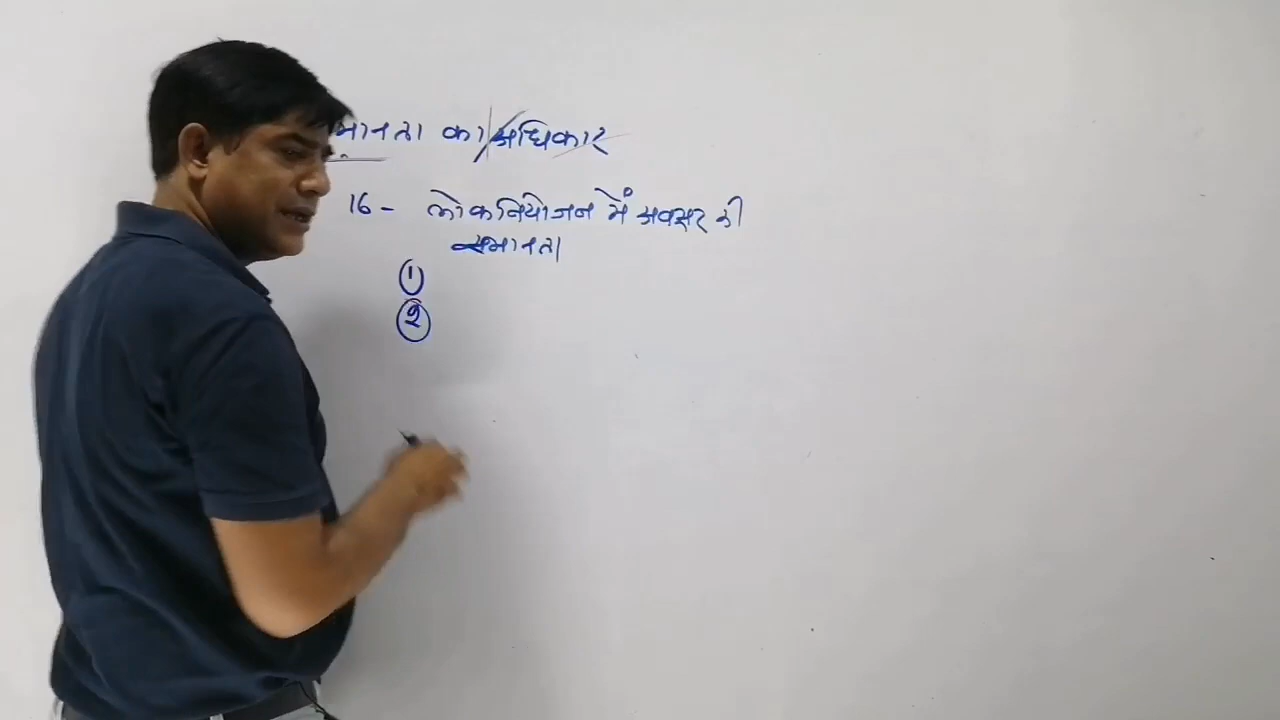 मानता का अधिकार
16- लोकनियोजन में अवसर की
समानता
①
②